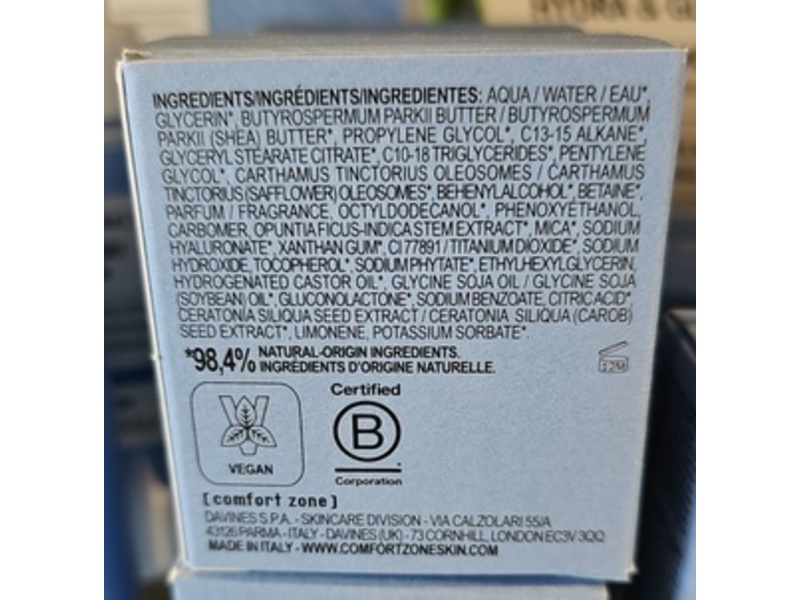 HYDRA & GL
INGREDIENTS/INGRÉDIENTS/INGREDIENTES: AQUA / WATER / EAU*,
GLYCERIN*, BUTYROSPERMUM PARKII BUTTER / BUTYROSPERMUM
PARKII (SHEA) BUTTER*, PROPYLENE GLYCOL*, C13-15 ALKANE*,
GLYCERYL STEARATE CITRATE*, C10-18 TRIGLYCERIDES*, PENTYLENE
GLYCOL*, CARTHAMUS TINCTORIUS OLEOSOMES / CARTHAMUS
TINCTORIUS (SAFFLOWER) OLEOSOMES*, BEHENYL ALCOHOL*, BETAINE*,
PARFUM / FRAGRANCE, OCTYLDODECANOL*, PHENOXYETHANOL,
CARBOMER, OPUNTIA FICUS-INDICA STEM EXTRACT*, MICA*, SODIUM
HYALURONATE*, XANTHAN GUM*, CI 77891 / TITANIUM DIOXIDE*, SODIUM
HYDROXIDE, TOCOPHEROL*, SODIUM PHYTATE*, ETHYLHEXYLGLYCERIN,
HYDROGENATED CASTOR OIL*, GLYCINE SOJA OIL / GLYCINE SOJA
(SOYBEAN) OIL*, GLUCONOLACTONE*, SODIUM BENZOATE, CITRIC ACID*,
CERATONIA SILIQUA SEED EXTRACT / CERATONIA SILIQUA (CAROB)
SEED EXTRACT*, LIMONENE, POTASSIUM SORBATE*.
*98,4% NATURAL-ORIGIN INGREDIENTS.
INGRÉDIENTS D'ORIGINE NATURELLE.
12M
VEGAN
Certified
B
Corporation
[comfort zone]
DAVINES S.P.A. - SKINCARE DIVISION - VIA CALZOLARI 55/A
43126 PARMA - ITALY - DAVINES (UK) - 73 CORNHILL, LONDON EC3V 3QQ
MADE IN ITALY - WWW.COMFORTZONESKIN.COM